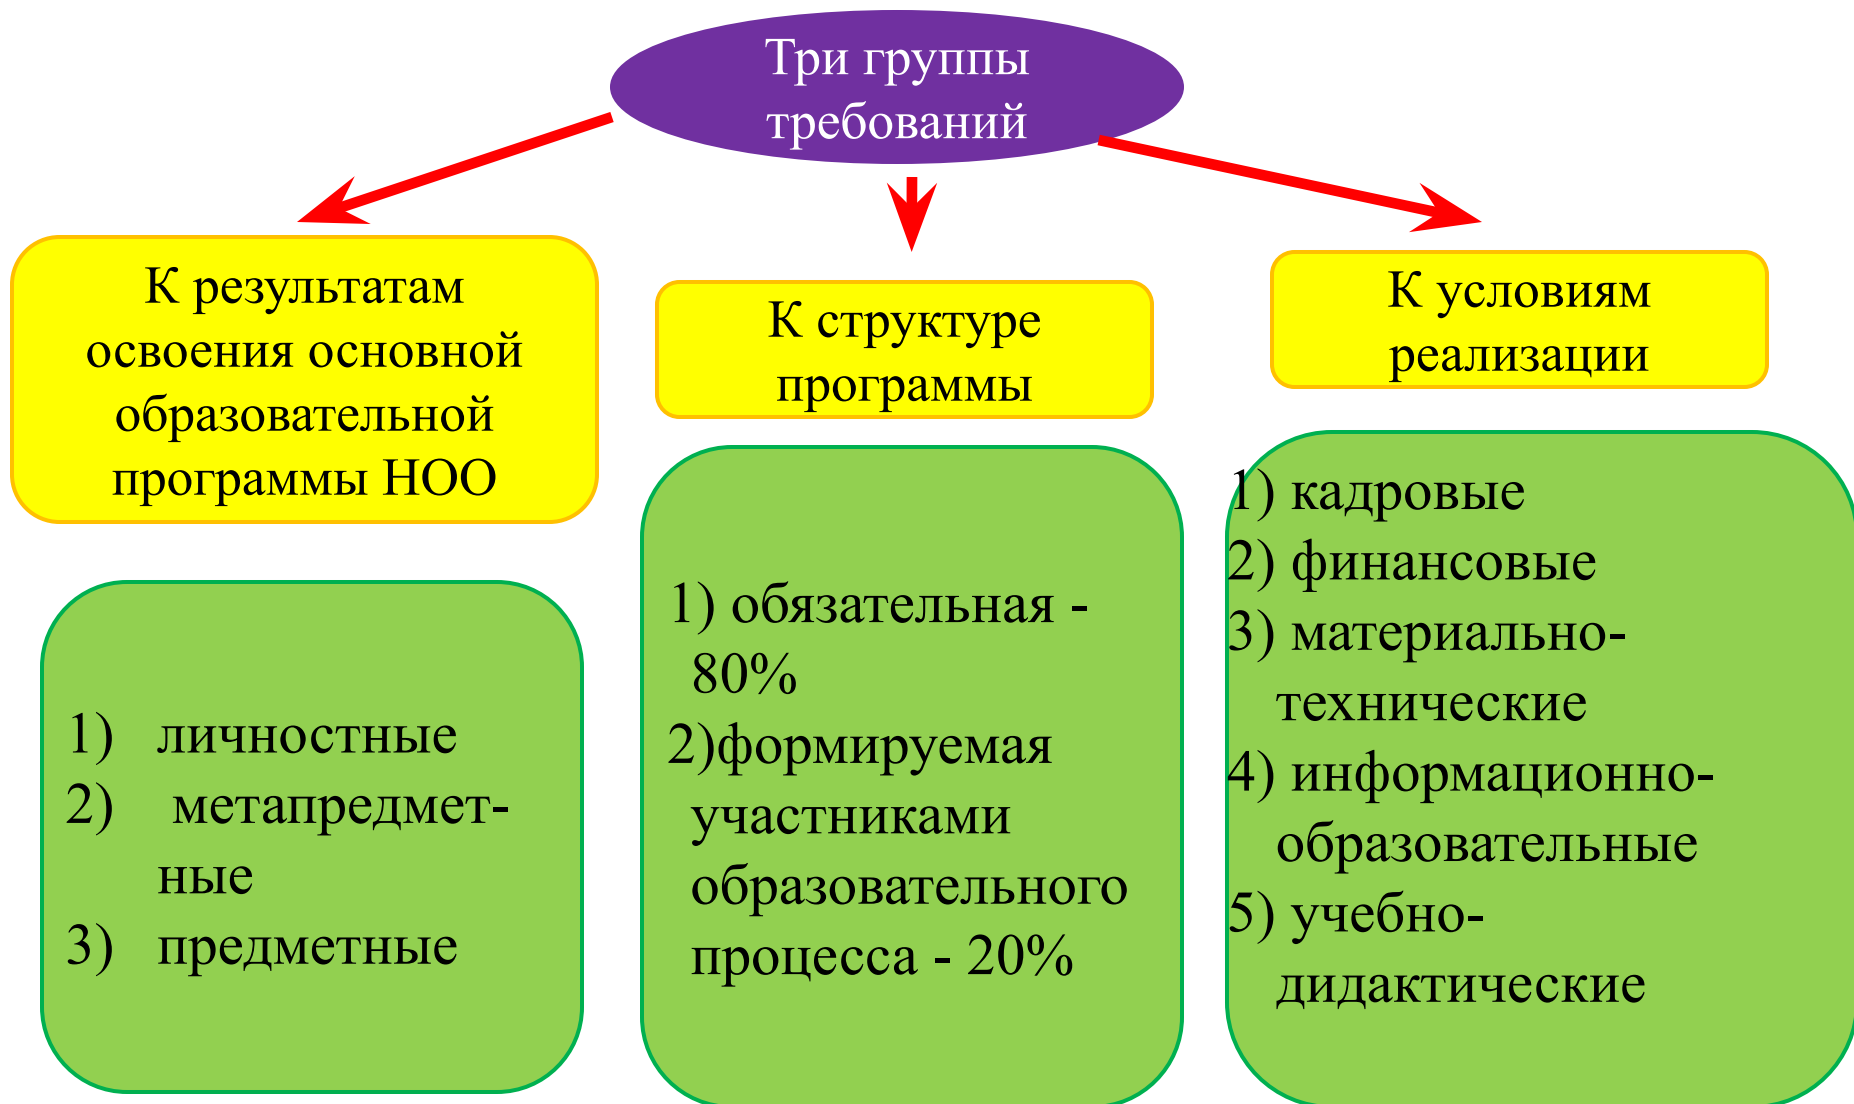 Три группы
требований
К результатам
освоения основной
образовательной
программы НОО
1) личностные
2) метапредмет-
ные
3) предметные
К структуре
программы
1) обязательная -
80%
2)формируемая
участниками
образовательного
процесса - 20%
К условиям
реализации
1) кадровые
2) финансовые
3) материально-
технические
4) информационно-
образовательные
5) учебно-
дидактические